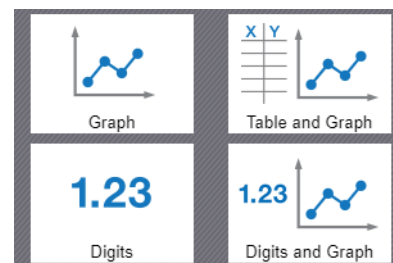 X Y
Graph
Table and Graph
1.23
1.23
Digits
Digits and Graph